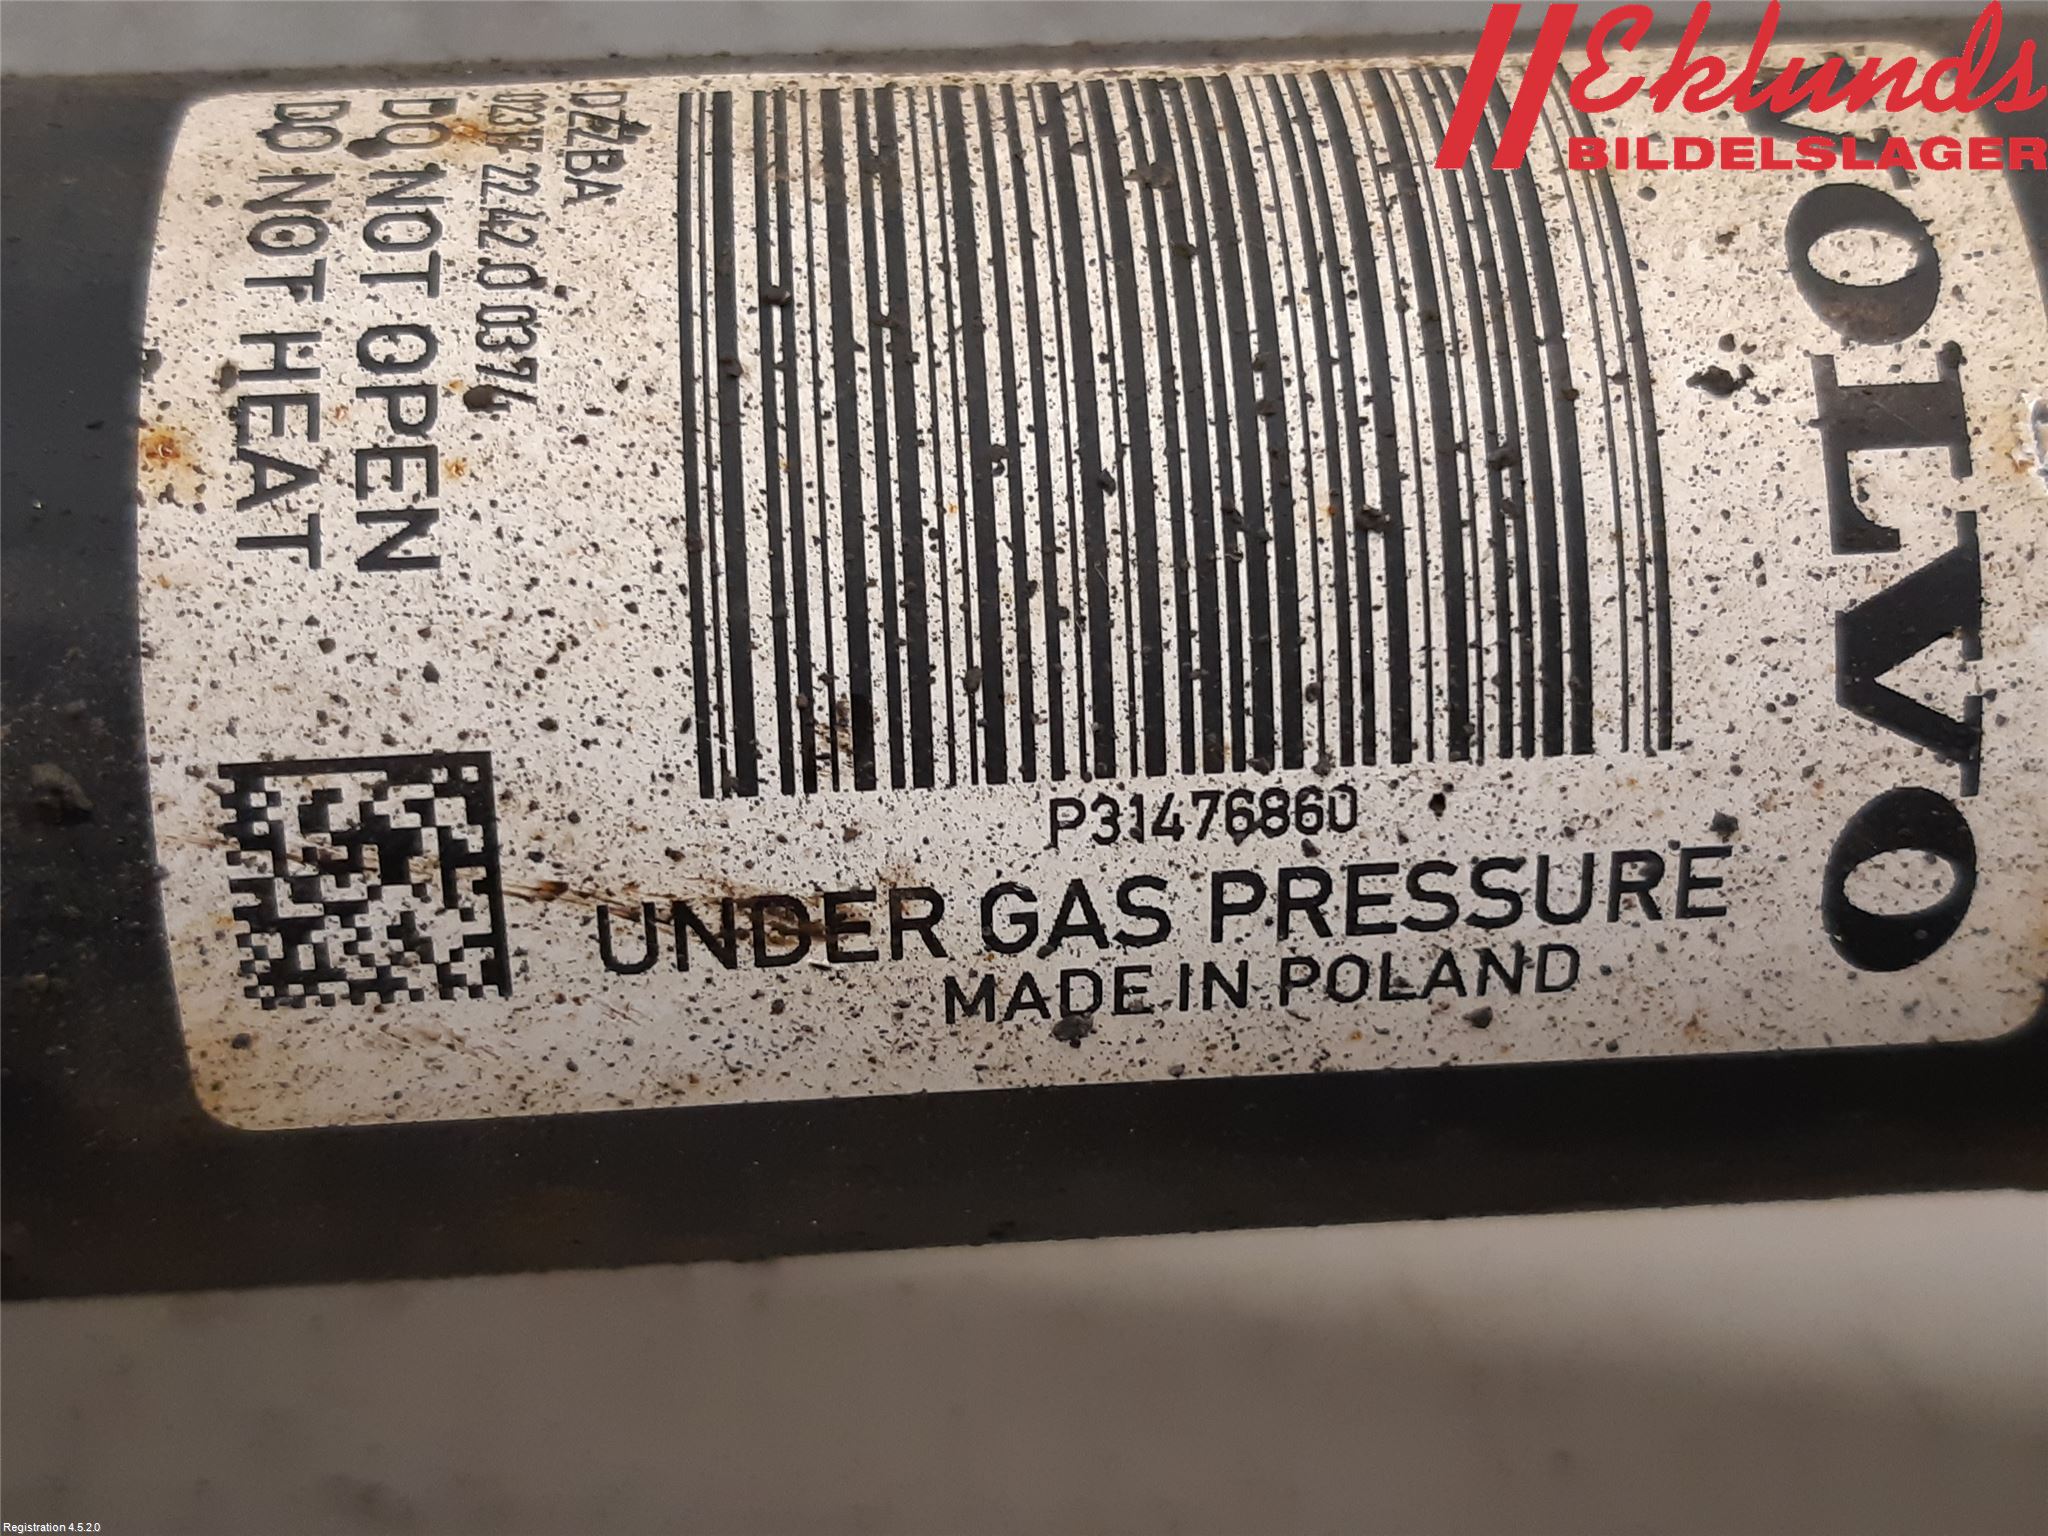 Eklunds
BILDELSLAGER
VOLVO
P31476860
UNDER GAS PRESSURE
MADE IN POLAND
DO NOT OPEN
DO NOT HEAT
Registration 4.5.2.0